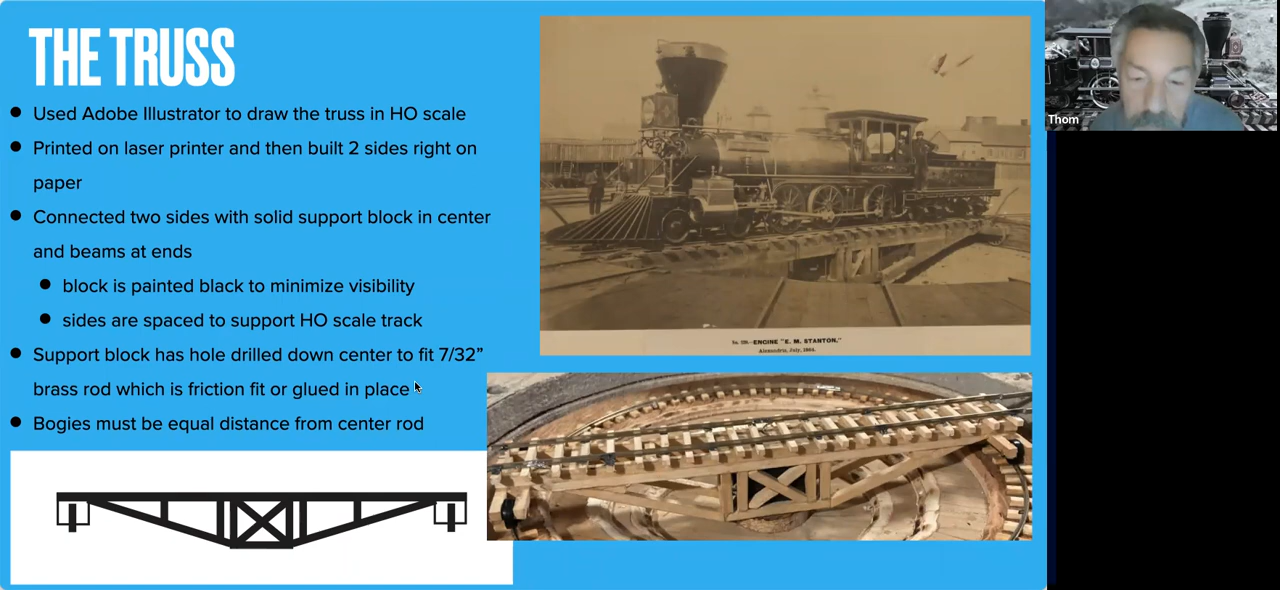 THE TRUSS
Used Adobe Illustrator to draw the truss in HO scale
Printed on laser printer and then built 2 sides right on
paper
Connected two sides with solid support block in center
and beams at ends
block is painted black to minimize visibility
sides are spaced to support HO scale track
Support block has hole drilled down center to fit 7/32”
brass rod which is friction fit or glued in place
Bogies must be equal distance from center rod
ENGINE "E. M. STANTON,"
Alexandria, July, 1864.
Thom